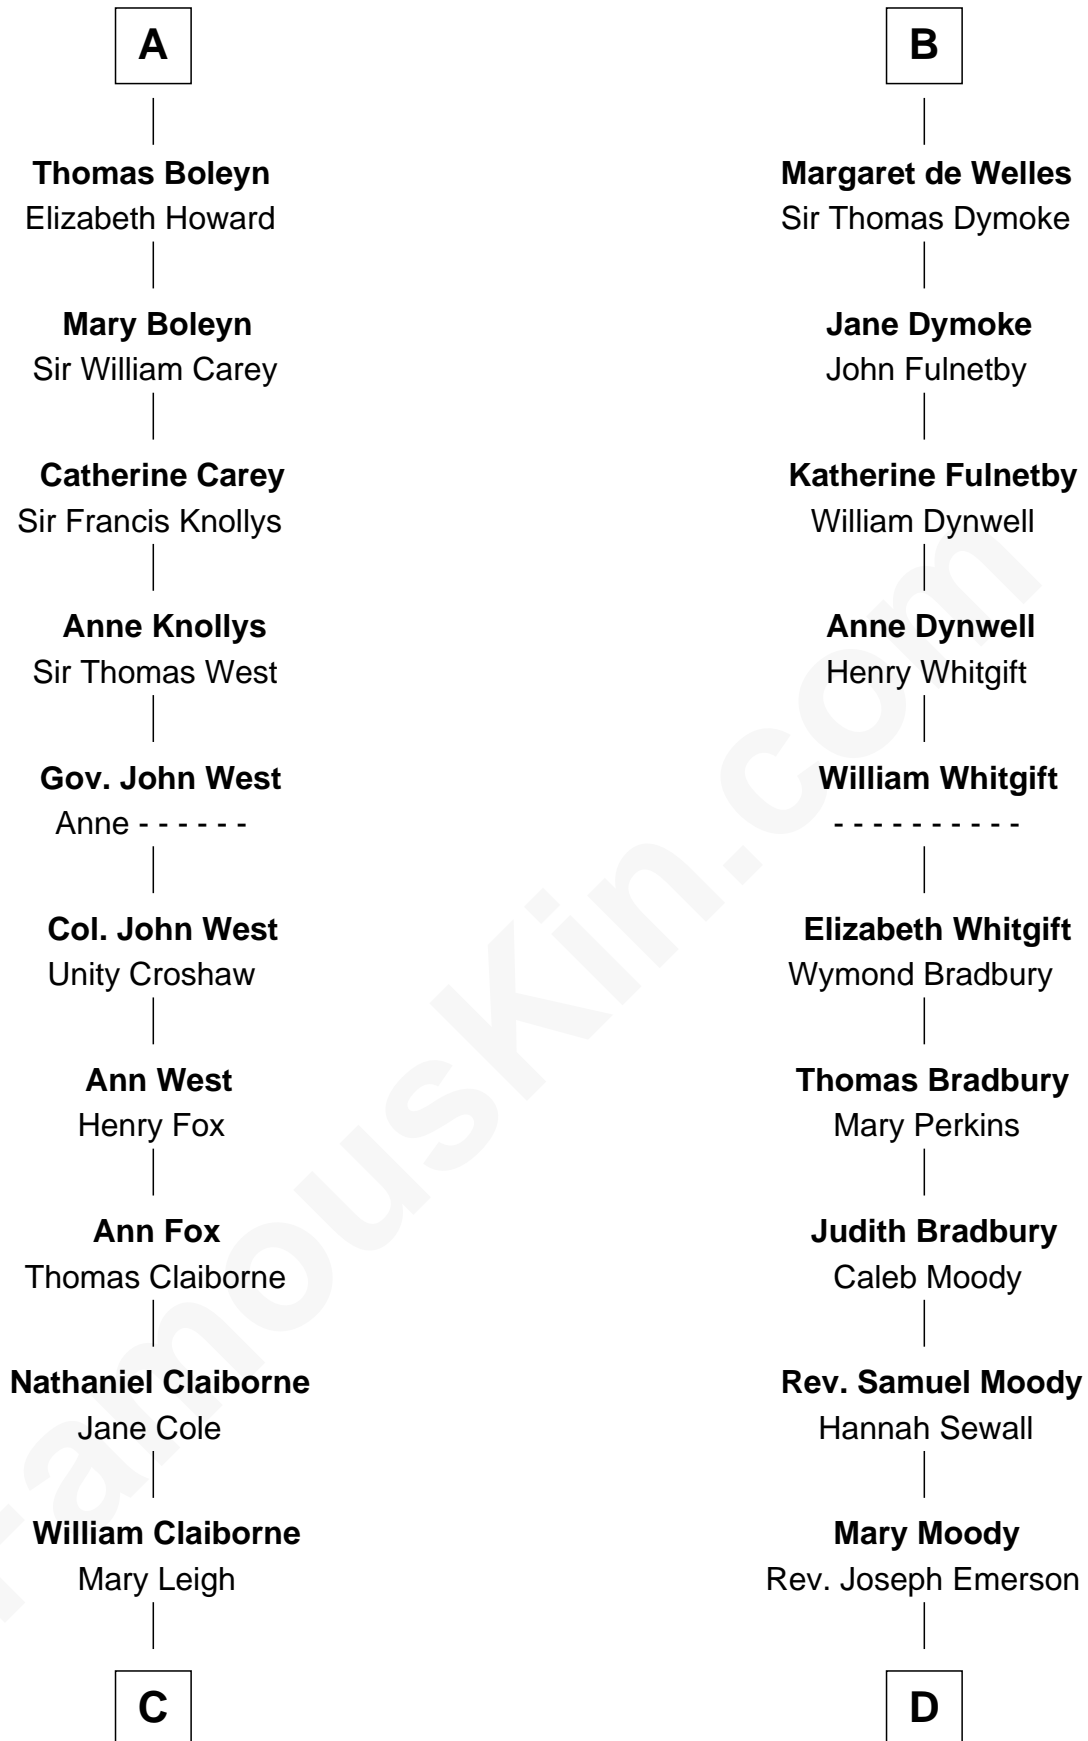 A
Thomas Boleyn
Elizabeth Howard
Mary Boleyn
Sir William Carey
Catherine Carey
Sir Francis Knollys
Anne Knollys
Sir Thomas West
Gov. John West
Anne - - - - - -
Col. John West
Unity Croshaw
Ann West
Henry Fox
Ann Fox
Thomas Claiborne
Nathaniel Claiborne
Jane Cole
William Claiborne
Mary Leigh
C
B
Margaret de Welles
Sir Thomas Dymoke
Jane Dymoke
John Fulnetby
Katherine Fulnetby
William Dynwell
Anne Dynwell
Henry Whitgift
William Whitgift
- - - - - - - - - -
Elizabeth Whitgift
Wymond Bradbury
Thomas Bradbury
Mary Perkins
Judith Bradbury
Caleb Moody
Rev. Samuel Moody
Hannah Sewall
Mary Moody
Rev. Joseph Emerson
D
FamousKin.com